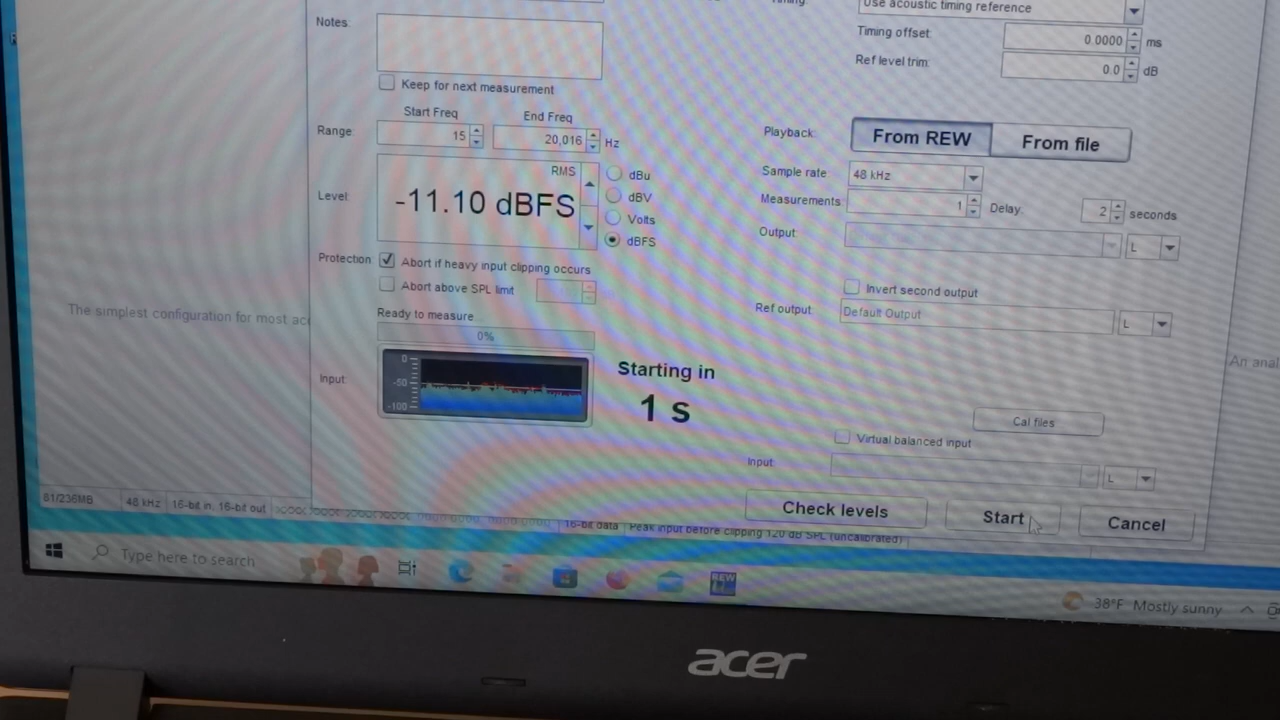 Timing:
Use acoustic timing reference
Notes:
Timing offset: 0.0000 ms
Ref level trim: 0.0 dB
Keep for next measurement
Start Freq End Freq
Range: 15 20,016 Hz
Playback: From REW From file
Level: RMS
-11.10 dBFS
dBu
dBV
Volts
dBFS
Sample rate: 48 kHz
Measurements: 1 Delay: 2 seconds
Output: L
Protection: Abort if heavy input clipping occurs
Abort above SPL limit
Invert second output
Ref output: Default Output L
The simplest configuration for most
Ready to measure
0%
An anal
Input:
0
-50
-100
Starting in
1 s
Cal files
Virtual balanced input
Input: L
Check levels Start Cancel
81/236MB 48 kHz 16-bit in, 16-bit out
16-bit data Peak input before clipping 120 dB SPL (uncalibrated)
Type here to search
REW
38°F Mostly sunny
acer